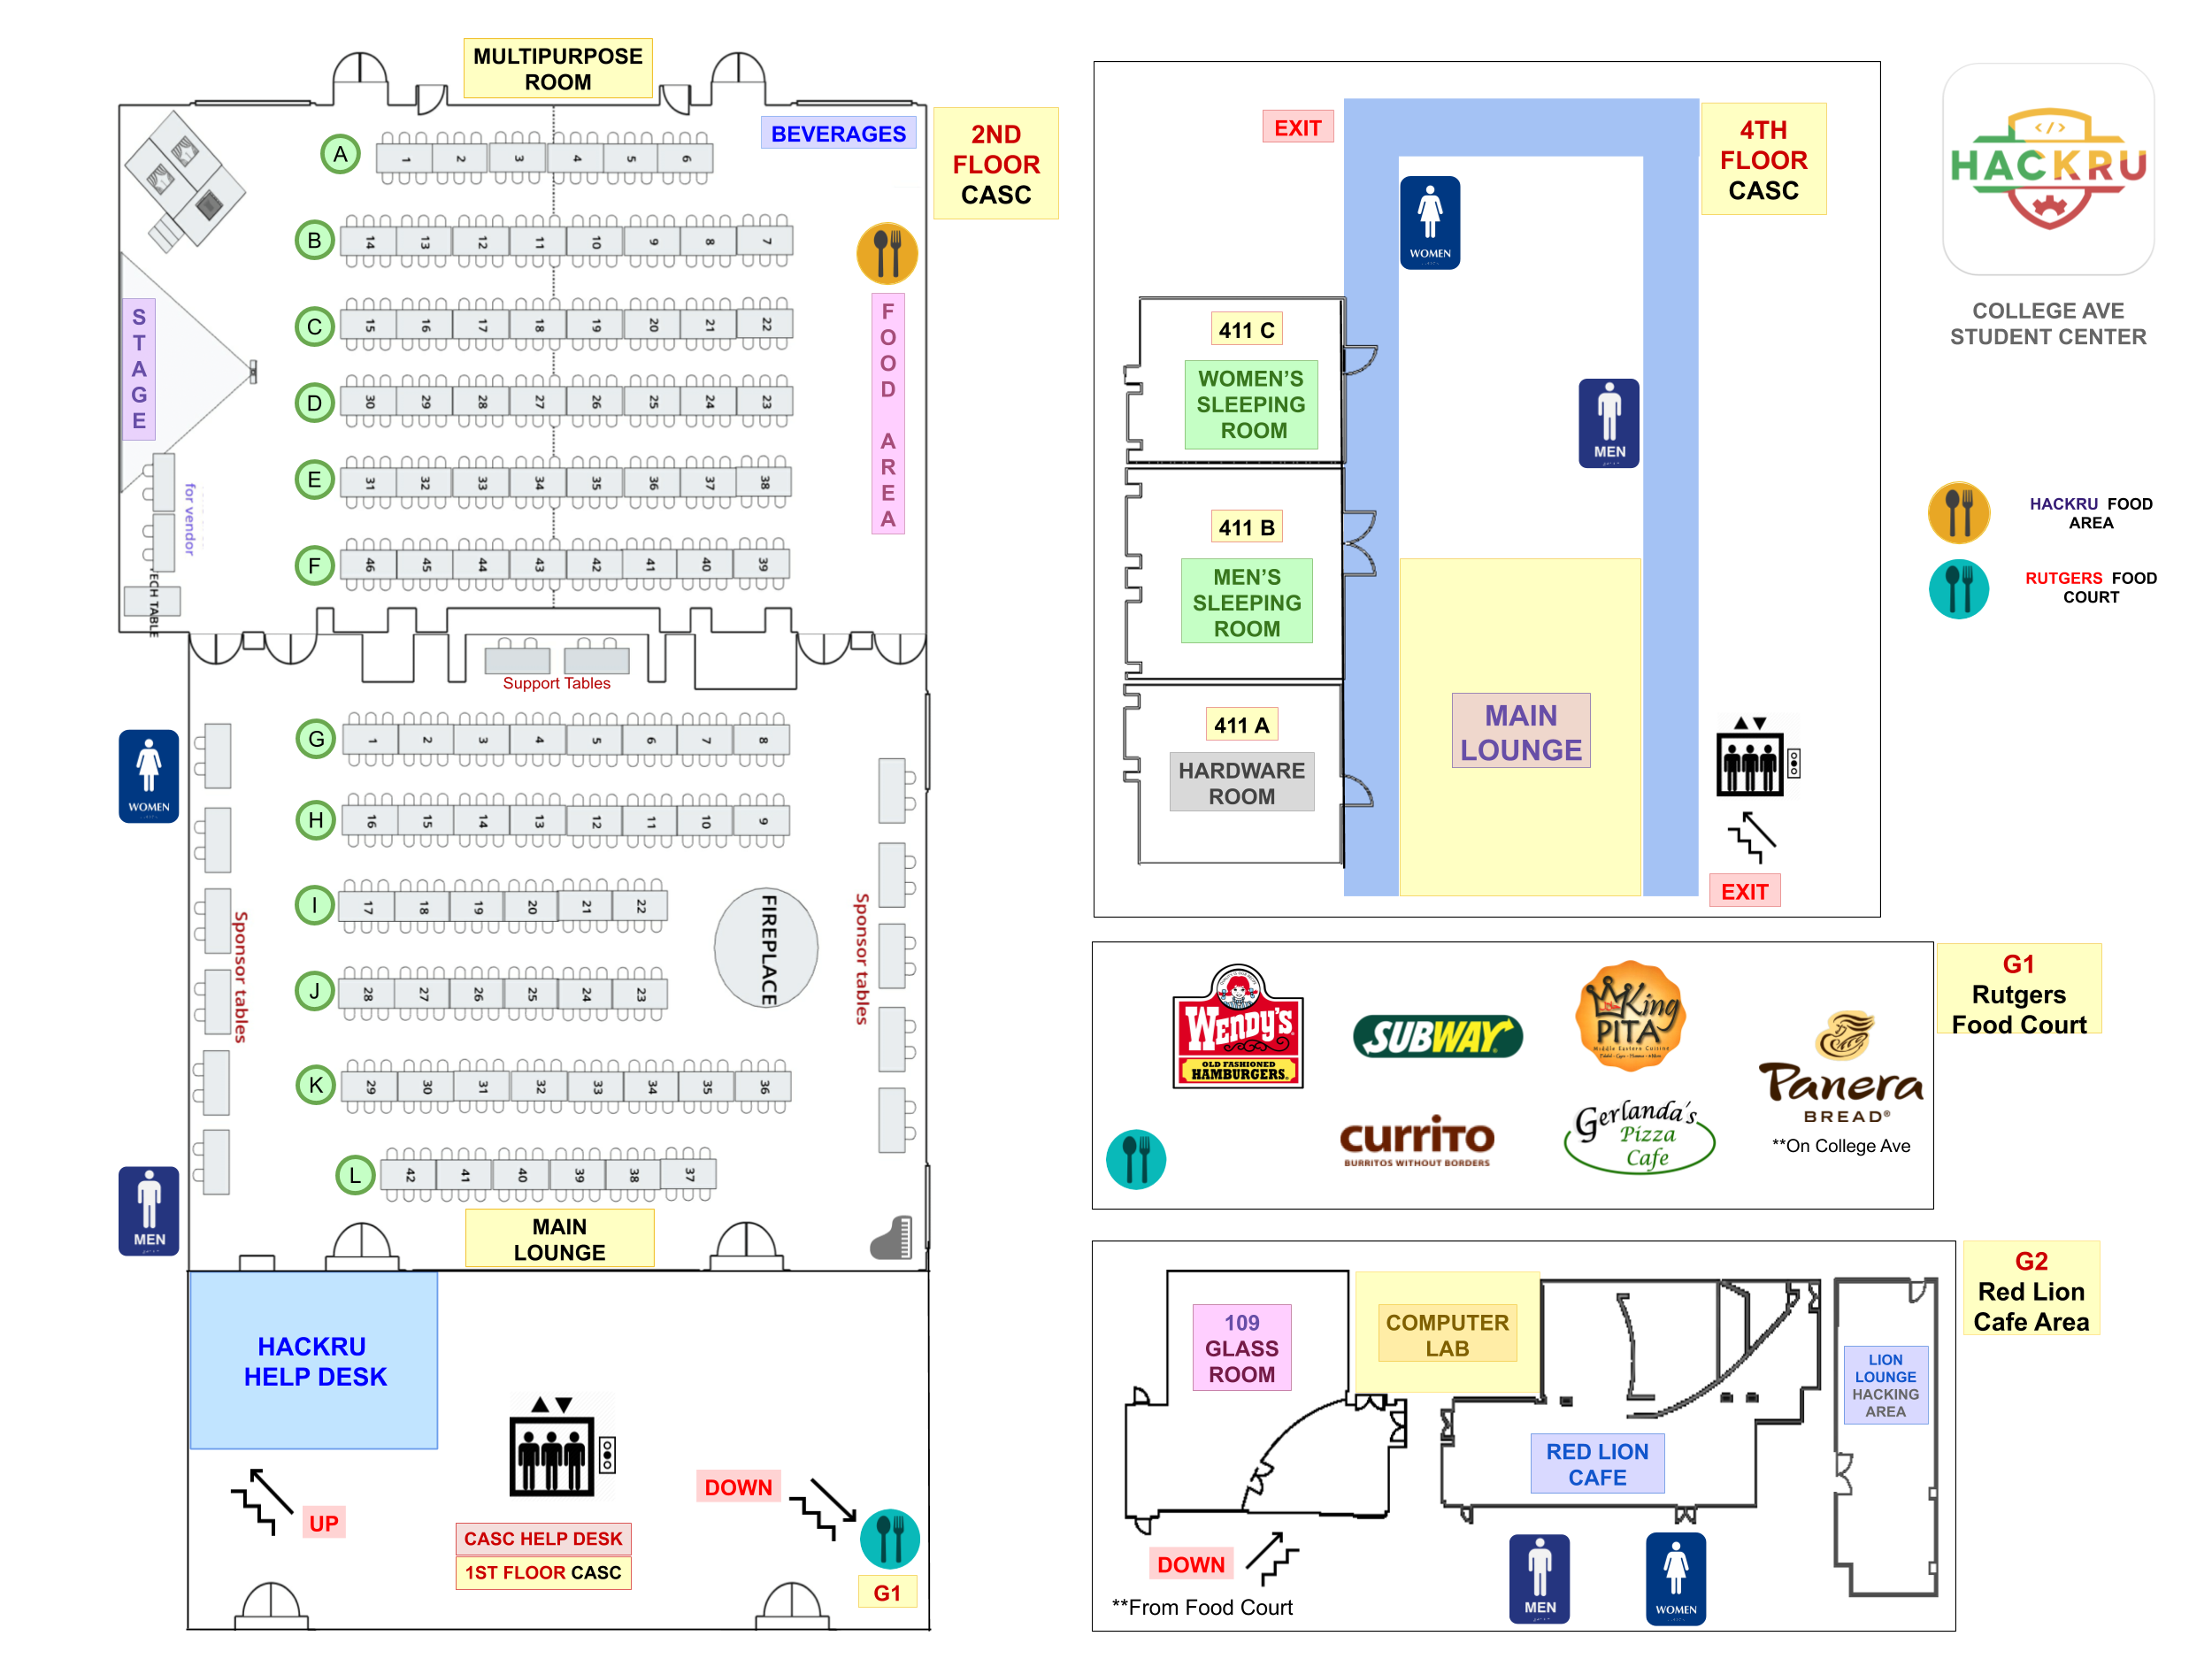 MULTIPURPOSE
ROOM
BEVERAGES
2ND
FLOOR
CASC
A
1 2 3 4 5 6
B
14 13 12 11 10 9 8 7
C
15 16 17 18 19 20 21 22
D
30 29 28 27 26 25 24 23
E
31 32 33 34 35 36 37 38
F
46 45 44 43 42 41 40 39
STAGE
FOOD AREA
for vendor
TECH TABLE
Support Tables
G
1 2 3 4 5 6 7 8
H
16 15 14 13 12 11 10 9
I
17 18 19 20 21 22
J
28 27 26 25 24 23
K
29 30 31 32 33 34 35 36
L
42 41 40 39 38 37
FIREPLACE
Sponsor tables
Sponsor tables
WOMEN
MEN
MAIN
LOUNGE
HACKRU
HELP DESK
UP
DOWN
CASC HELP DESK
1ST FLOOR CASC
G1
EXIT
4TH
FLOOR
CASC
WOMEN
411 C
WOMEN'S
SLEEPING
ROOM
MEN
411 B
MEN'S
SLEEPING
ROOM
411 A
HARDWARE
ROOM
MAIN
LOUNGE
EXIT
</>
HACKRU
COLLEGE AVE
STUDENT CENTER
HACKRU FOOD
AREA
RUTGERS FOOD
COURT
G1
Rutgers
Food Court
WENDY'S
OLD FASHIONED
HAMBURGERS.
SUBWAY
King
PITA
Middle Eastern Cuisine
Panera
BREAD®
**On College Ave
currito
BURRITOS WITHOUT BORDERS
Gerlanda's
Pizza
Cafe
G2
Red Lion
Cafe Area
109
GLASS
ROOM
COMPUTER
LAB
LION
LOUNGE
HACKING
AREA
RED LION
CAFE
DOWN
**From Food Court
MEN
WOMEN